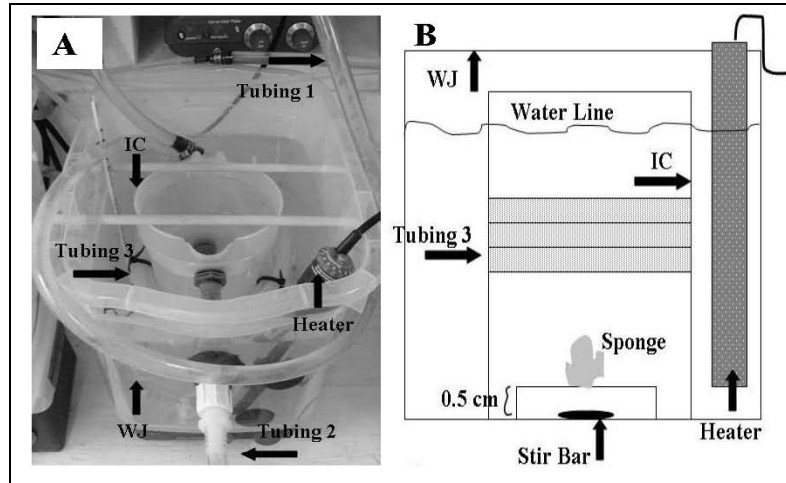 A
Tubing 1
IC
Tubing 3
Heater
WJ
Tubing 2
B
WJ
Water Line
IC
Tubing 3
Sponge
0.5 cm
Heater
Stir Bar